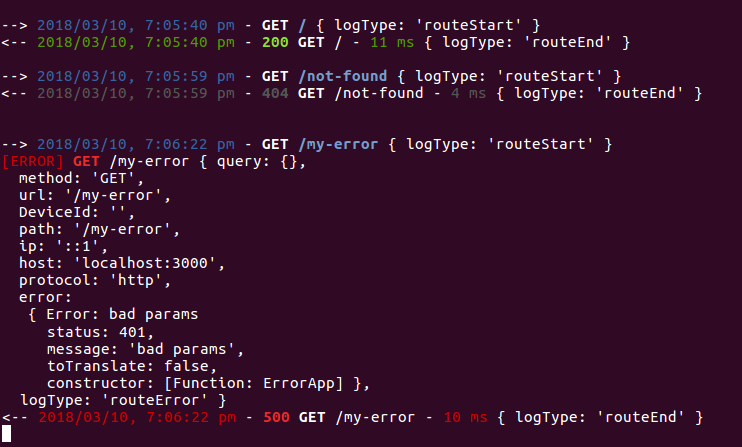 --> 2018/03/10, 7:05:40 pm - GET / { logType: 'routeStart' }
<-- 2018/03/10, 7:05:40 pm - 200 GET / - 11 ms { logType: 'routeEnd' }
--> 2018/03/10, 7:05:59 pm - GET /not-found { logType: 'routeStart' }
<-- 2018/03/10, 7:05:59 pm - 404 GET /not-found - 4 ms { logType: 'routeEnd' }
--> 2018/03/10, 7:06:22 pm - GET /my-error { logType: 'routeStart' }
[ERROR] GET /my-error { query: {},
  method: 'GET',
  url: '/my-error',
  DeviceId: '',
  path: '/my-error',
  ip: '::1',
  host: 'localhost:3000',
  protocol: 'http',
  error:
   { Error: bad params
     status: 401,
     message: 'bad params',
     toTranslate: false,
     constructor: [Function: ErrorApp] },
  logType: 'routeError' }
<-- 2018/03/10, 7:06:22 pm - 500 GET /my-error - 10 ms { logType: 'routeEnd' }